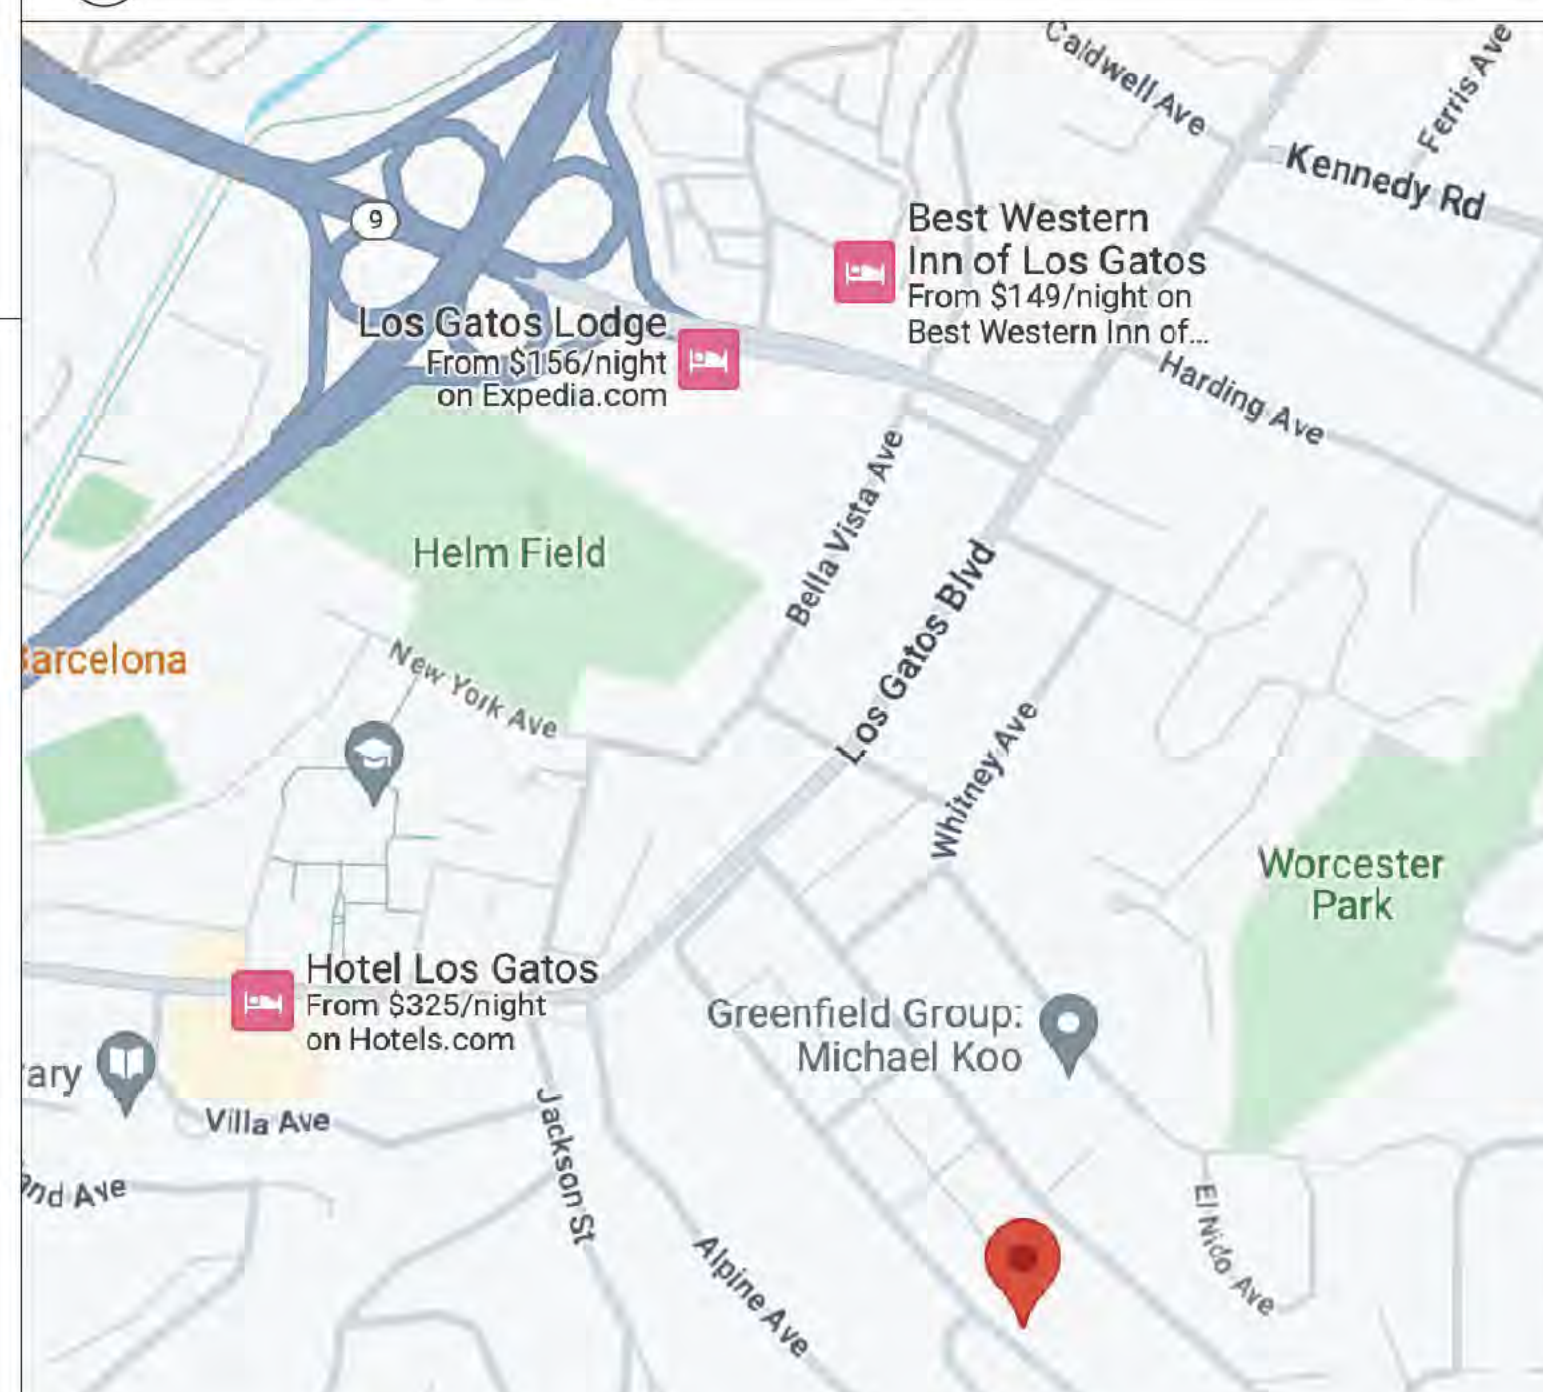 Caldwell Ave
Ferris Ave
Kennedy Rd
9
Best Western
Inn of Los Gatos
From $149/night on
Best Western Inn of...
Los Gatos Lodge
From $156/night
on Expedia.com
Harding Ave
Bella Vista Ave
Helm Field
Los Gatos Blvd
arcelona
New York Ave
Whitney Ave
Worcester
Park
Hotel Los Gatos
From $325/night
on Hotels.com
Greenfield Group:
Michael Koo
ary
Villa Ave
Jackson St
nd Ave
El Nido Ave
Alpine Ave